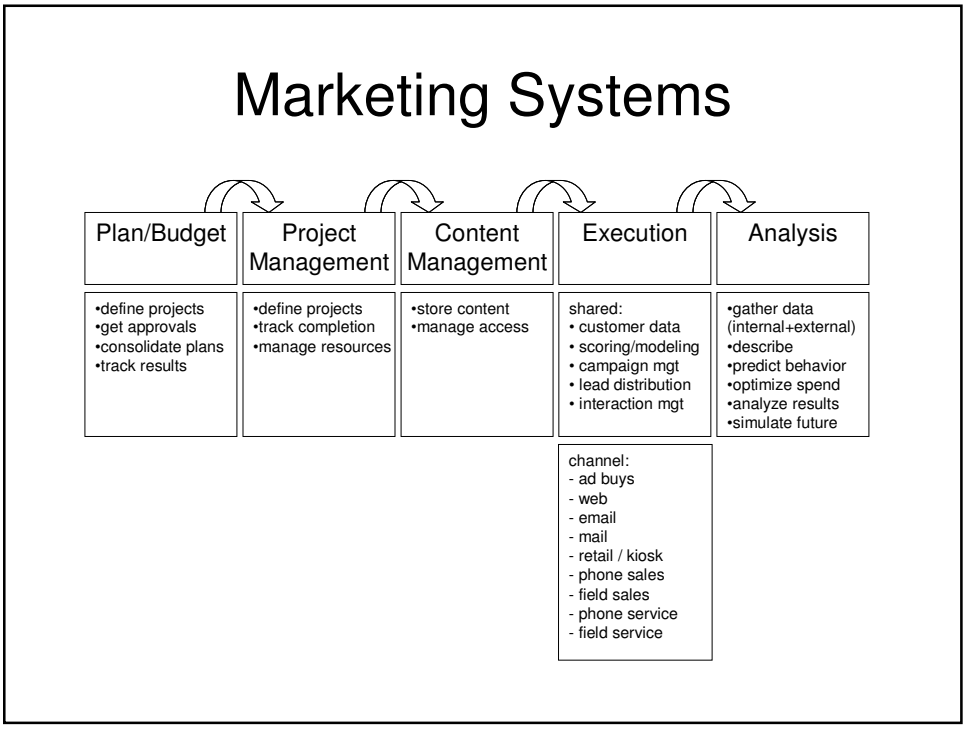 Marketing Systems
Plan/Budget
Project
Management
Content
Management
Execution
Analysis
•define projects
•get approvals
•consolidate plans
•track results
•define projects
•track completion
•manage resources
•store content
•manage access
shared:
• customer data
• scoring/modeling
• campaign mgt
• lead distribution
• interaction mgt
•gather data
(internal+external)
•describe
•predict behavior
•optimize spend
•analyze results
•simulate future
channel:
- ad buys
- web
- email
- mail
- retail / kiosk
- phone sales
- field sales
- phone service
- field service